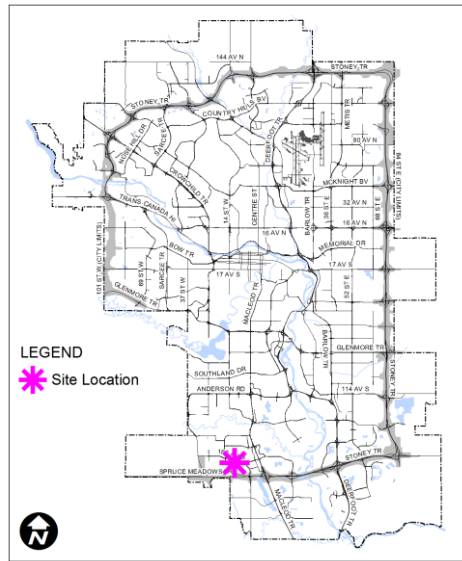 144 AV N
STONEY TR
STONEY TR
COUNTRY HILLS BV
METIS TR
DEERFOOT TR
SARCEE TR
NOSE HILL DR
80 AV N
CROWCHILD TR
MCKNIGHT BV
84 ST E (CITY LIMITS)
68 ST E
TRANS-CANADA HI
14 ST W
CENTRE ST
BARLOW TR
36 ST E
32 AV N
16 AV N
16 AV N
MEMORIAL DR
BOW TR
17 AV S
17 AV S
101 ST W (CITY LIMITS)
69 ST W
SARCEE TR
37 ST W
MACLEOD TR
52 ST E
GLENMORE TR
BARLOW TR
GLENMORE TR
STONEY TR
LEGEND
Site Location
SOUTHLAND DR
ANDERSON RD
114 AV S
STONEY TR
SPRUCE MEADOWS
MACLEOD TR
DEERFOOT TR
N